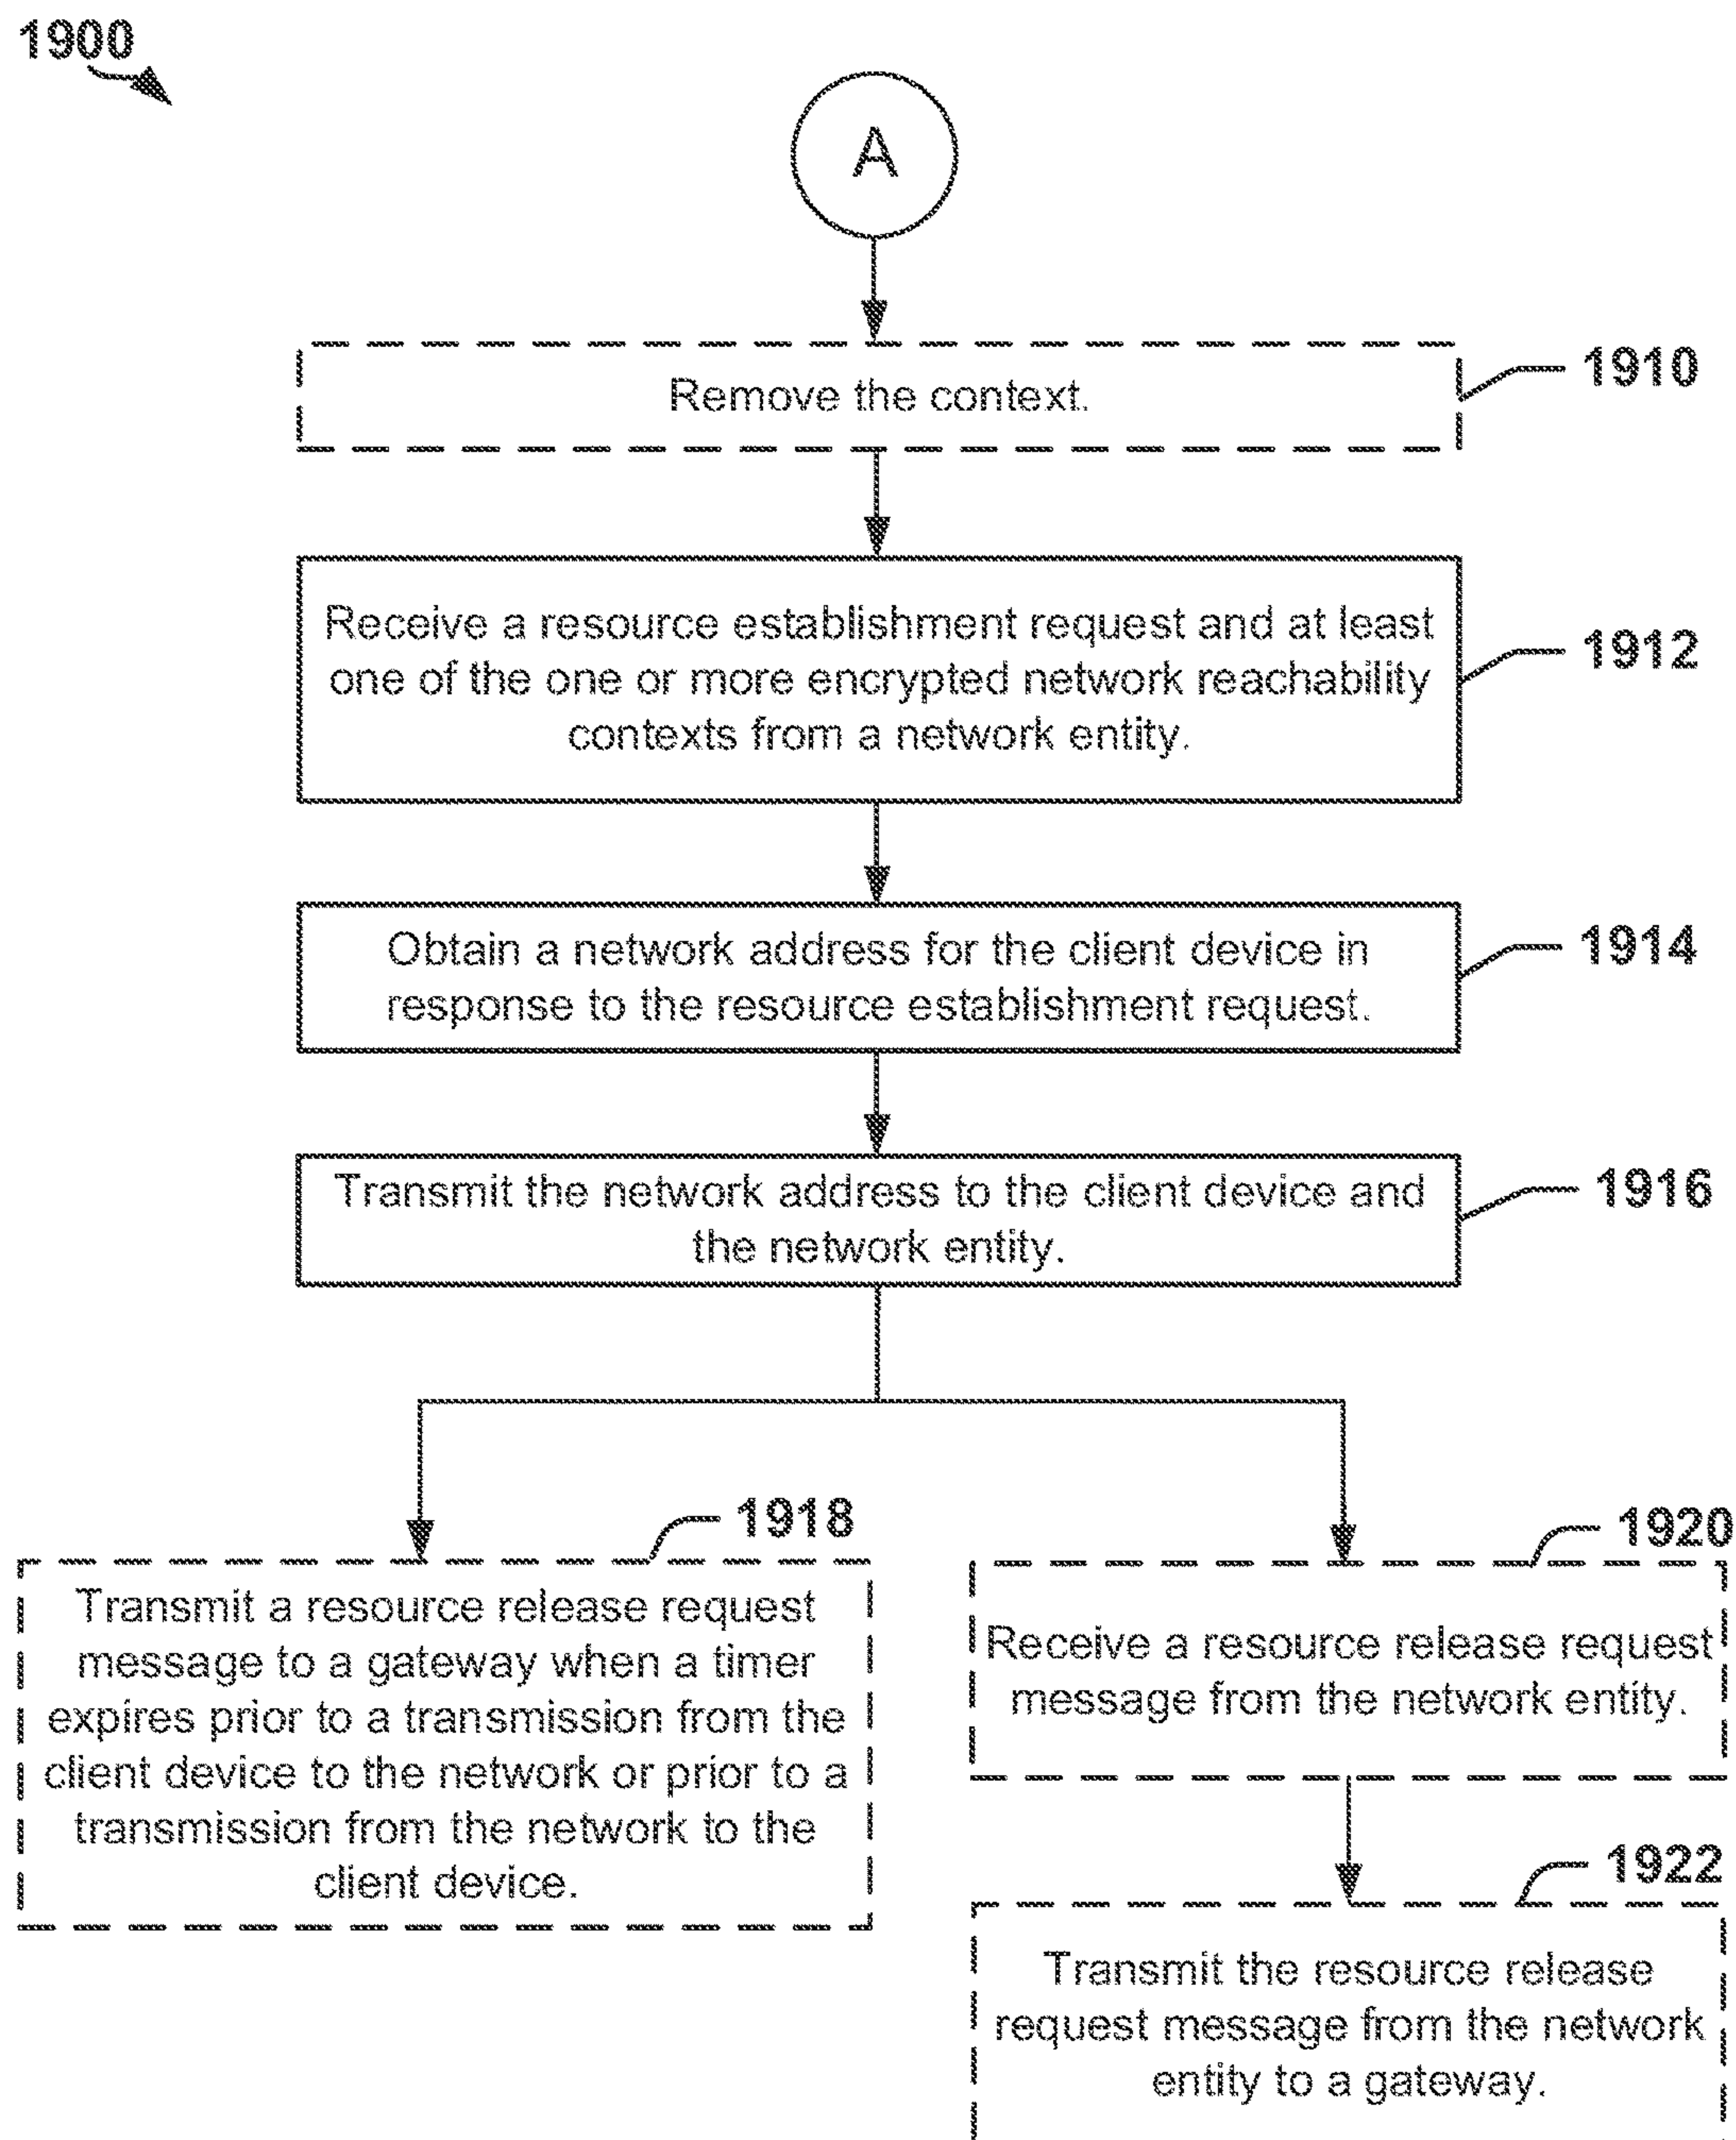 1900
A
Remove the context.
1910
Receive a resource establishment request and at least
one of the one or more encrypted network reachability
contexts from a network entity.
1912
Obtain a network address for the client device in
response to the resource establishment request.
1914
Transmit the network address to the client device and
the network entity.
1916
1918
Transmit a resource release request
message to a gateway when a timer
expires prior to a transmission from the
client device to the network or prior to a
transmission from the network to the
client device.
1920
Receive a resource release request
message from the network entity.
1922
Transmit the resource release
request message from the network
entity to a gateway.